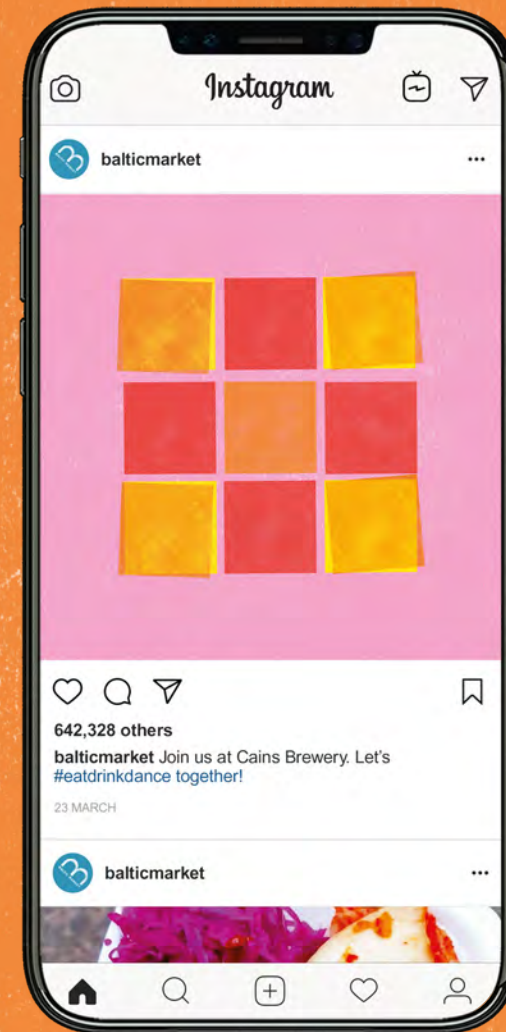 Instagram
balticmarket
642,328 others
balticmarket Join us at Cains Brewery. Let's
#eatdrinkdance together!
23 MARCH
balticmarket